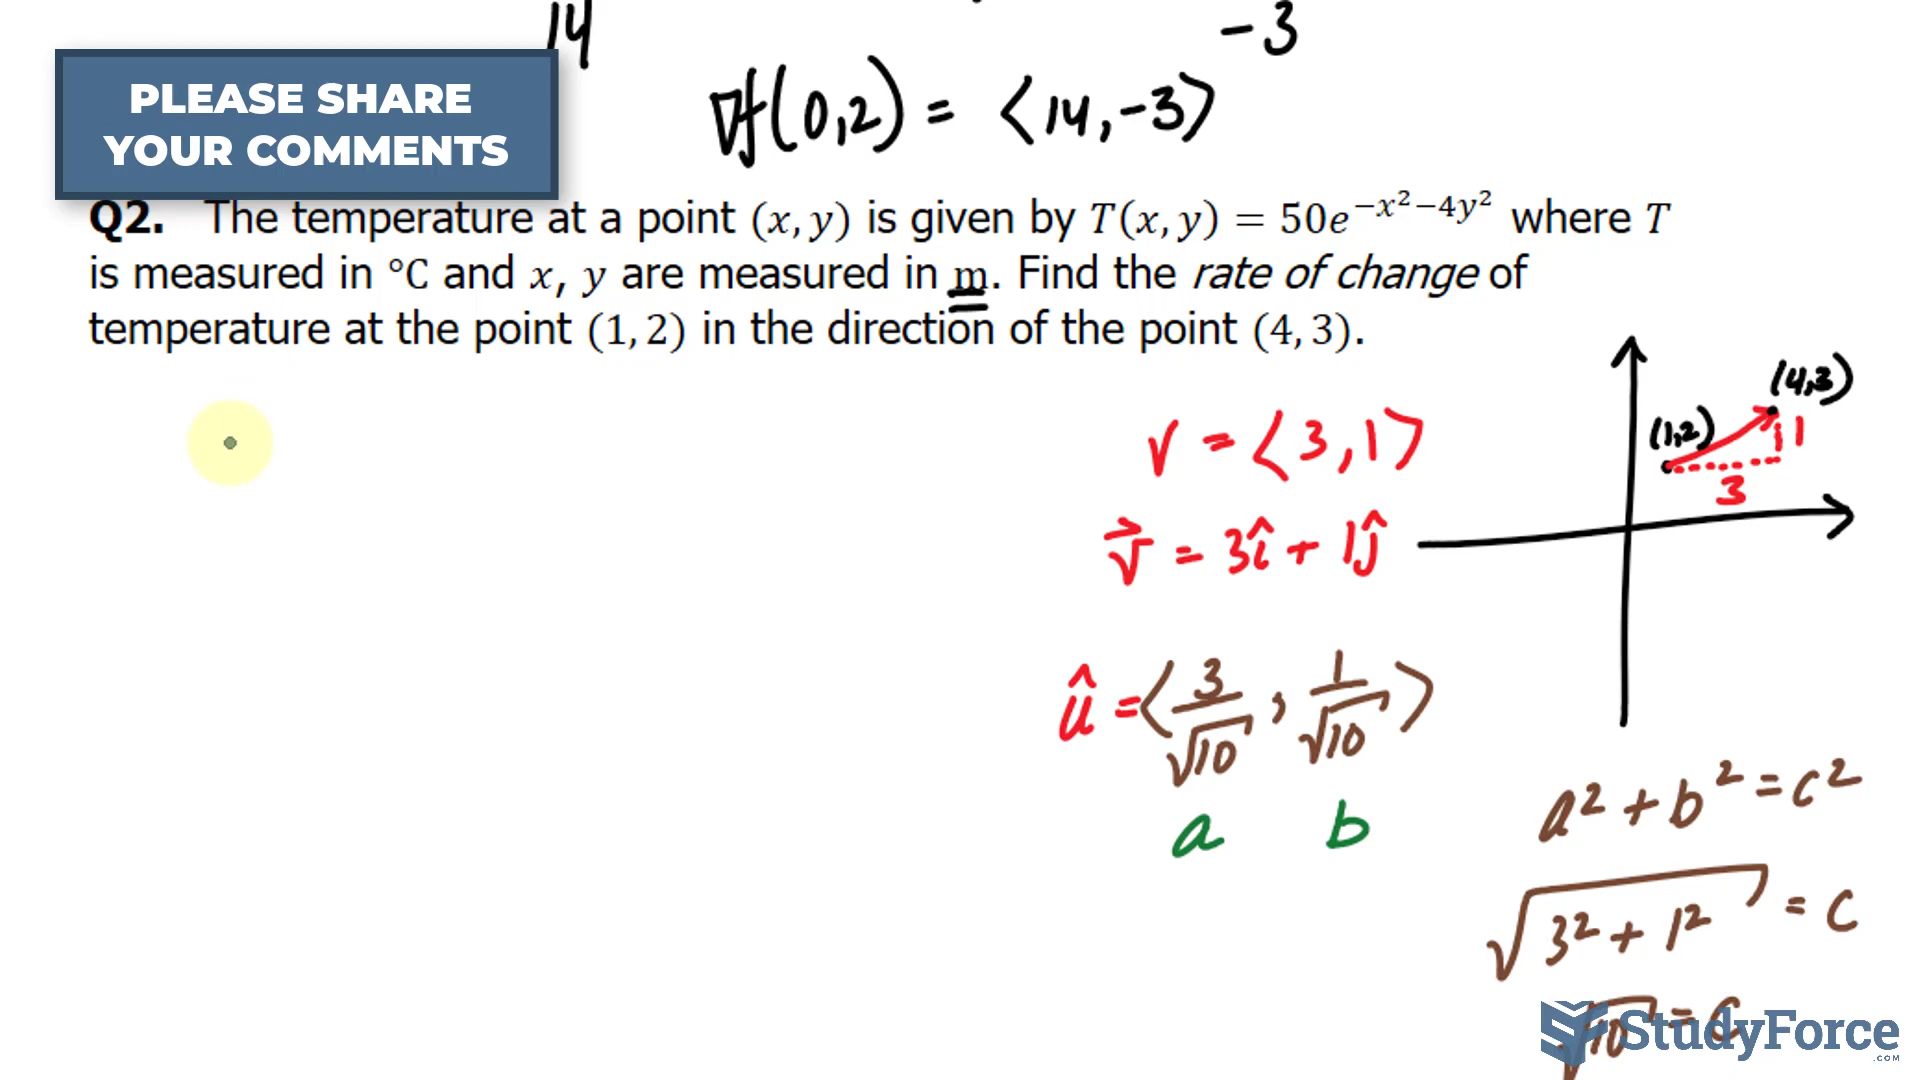 14
-3
PLEASE SHARE
YOUR COMMENTS
∇f(0,2) = ⟨14,-3⟩
Q2. The temperature at a point (x, y) is given by T(x, y) = 50e^{-x²-4y²} where T
is measured in °C and x, y are measured in m. Find the rate of change of
temperature at the point (1, 2) in the direction of the point (4, 3).
(4,3)
(1,2)
1
3
v = ⟨3,1⟩
v⃗ = 3î + 1ĵ
û = ⟨3/√10, 1/√10⟩
a b
a² + b² = c²
√(3² + 1²) = c
√10 = c
StudyForce
.COM